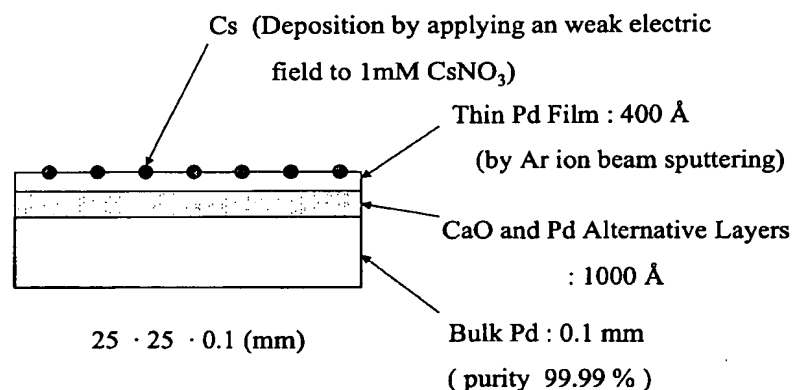 Cs (Deposition by applying an weak electric
field to 1mM CsNO₃)
Thin Pd Film : 400 Å
(by Ar ion beam sputtering)
CaO and Pd Alternative Layers
: 1000 Å
Bulk Pd : 0.1 mm
( purity 99.99 % )
25 · 25 · 0.1 (mm)